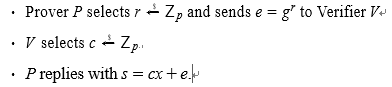 • Prover P selects r ←$ Zp and sends e = g^r to Verifier V↵
• V selects c ←$ Zp.↵
• P replies with s = cx + e.↵